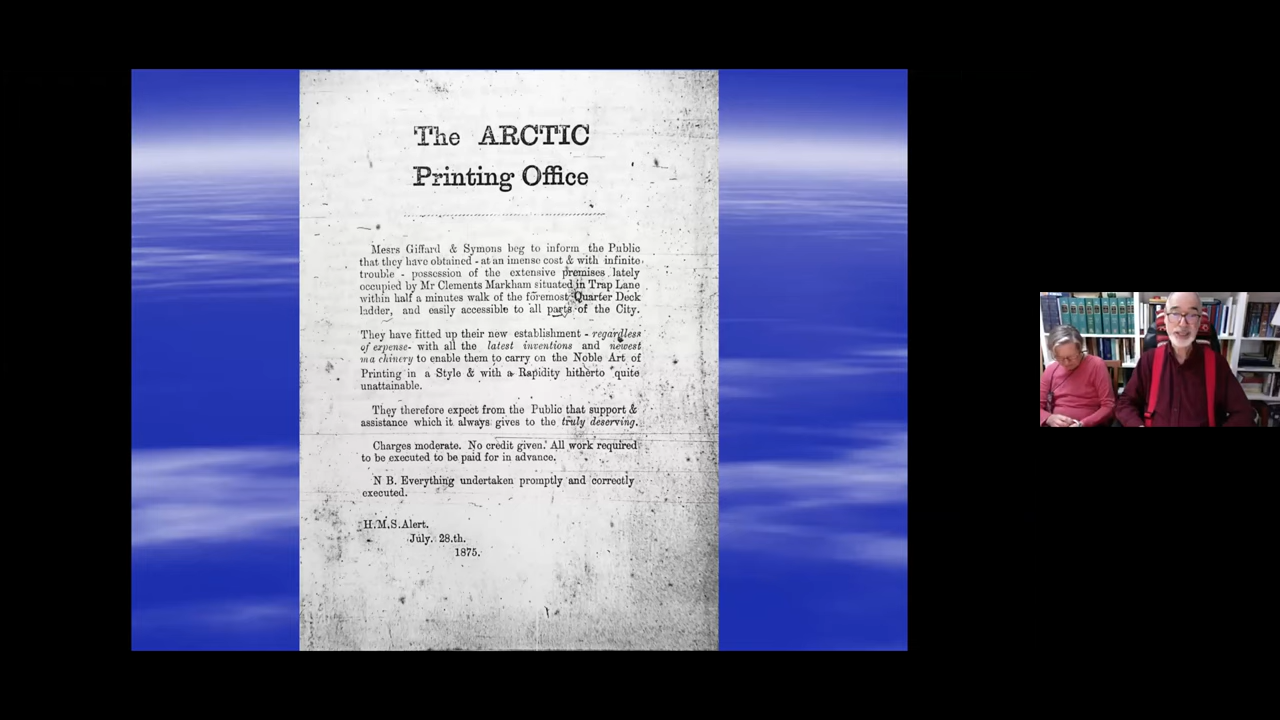 The ARCTIC
Printing Office
Mesrs Giffard & Symons beg to inform the Public
that they have obtained - at an imense cost & with infinite
trouble - possession of the extensive premises lately
occupied by Mr Clements Markham situated in Trap Lane
within half a minutes walk of the foremost Quarter Deck
ladder, and easily accessible to all parts of the City.
They have fitted up their new establishment - regardless
of expense- with all the latest inventions and newest
ma chinery to enable them to carry on the Noble Art of
Printing in a Style & with a Rapidity hitherto quite
unattainable.
They therefore expect from the Public that support &
assistance which it always gives to the truly deserving.
Charges moderate. No credit given. All work required
to be executed to be paid for in advance.
N B. Everything undertaken promptly and correctly
executed.
H.M.S. Alert.
July. 28.th.
1875.